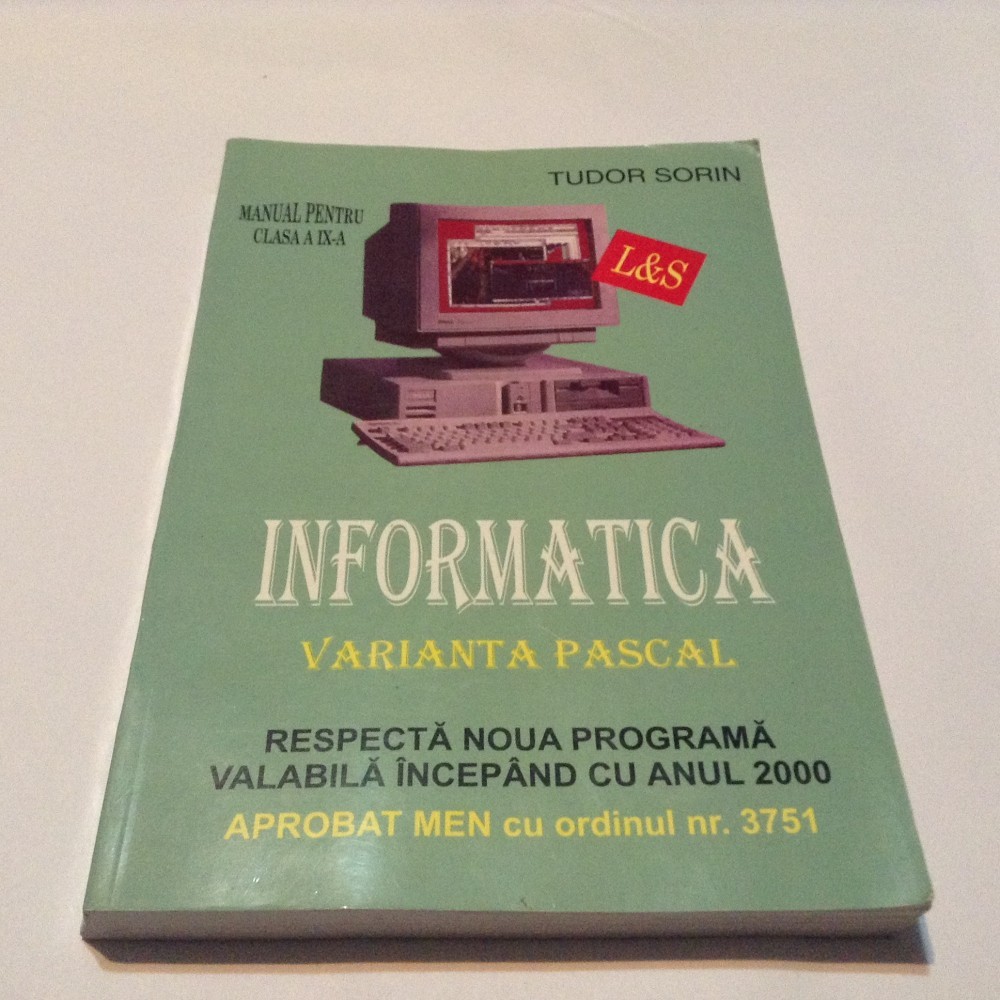 TUDOR SORIN
MANUAL PENTRU
CLASA A IX-A
L&S
INFORMATICA
VARIANTA PASCAL
RESPECTĂ NOUA PROGRAMĂ
VALABILĂ ÎNCEPÂND CU ANUL 2000
APROBAT MEN cu ordinul nr. 3751